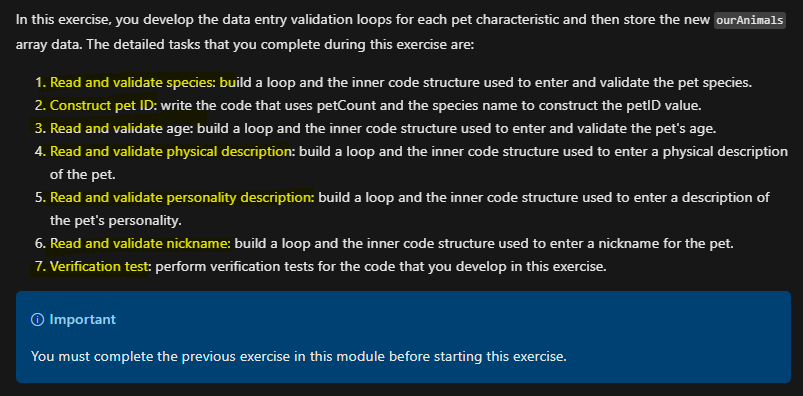 In this exercise, you develop the data entry validation loops for each pet characteristic and then store the new ourAnimals
array data. The detailed tasks that you complete during this exercise are:
1. Read and validate species: build a loop and the inner code structure used to enter and validate the pet species.
2. Construct pet ID: write the code that uses petCount and the species name to construct the petID value.
3. Read and validate age: build a loop and the inner code structure used to enter and validate the pet's age.
4. Read and validate physical description: build a loop and the inner code structure used to enter a physical description
of the pet.
5. Read and validate personality description: build a loop and the inner code structure used to enter a description of
the pet's personality.
6. Read and validate nickname: build a loop and the inner code structure used to enter a nickname for the pet.
7. Verification test: perform verification tests for the code that you develop in this exercise.
Important
You must complete the previous exercise in this module before starting this exercise.